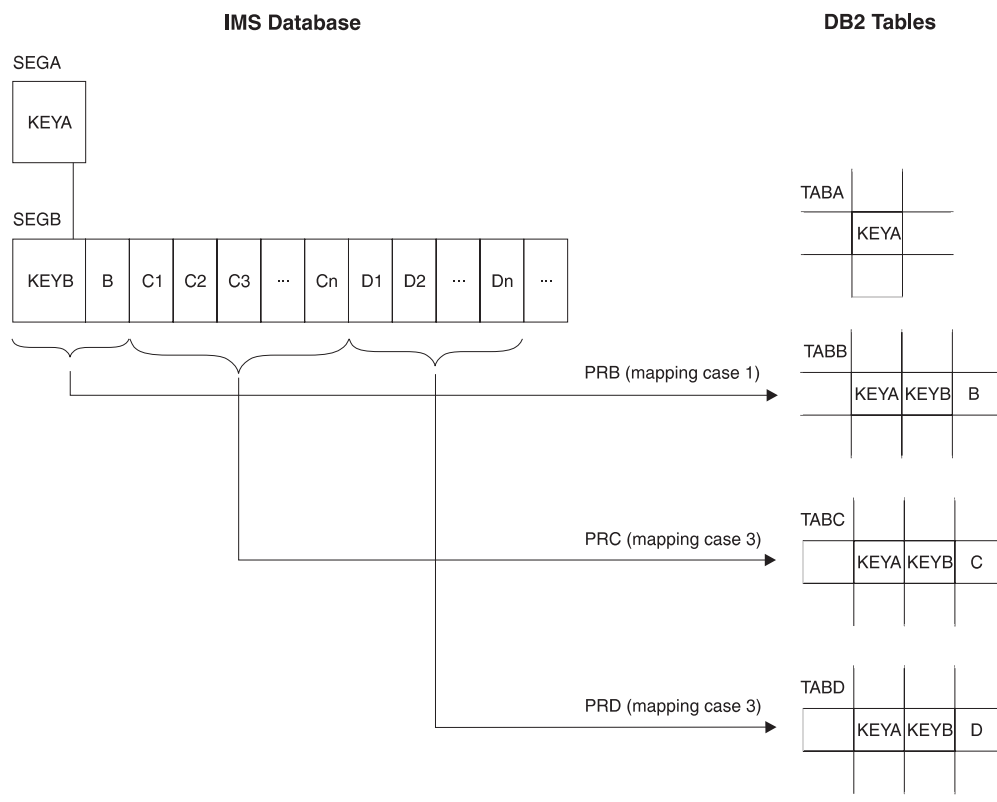 IMS Database
DB2 Tables
SEGA
KEYA
SEGB
KEYB B C1 C2 C3 ... Cn D1 D2 ... Dn ...
TABA
KEYA
PRB (mapping case 1)
TABB
KEYA KEYB B
PRC (mapping case 3)
TABC
KEYA KEYB C
PRD (mapping case 3)
TABD
KEYA KEYB D